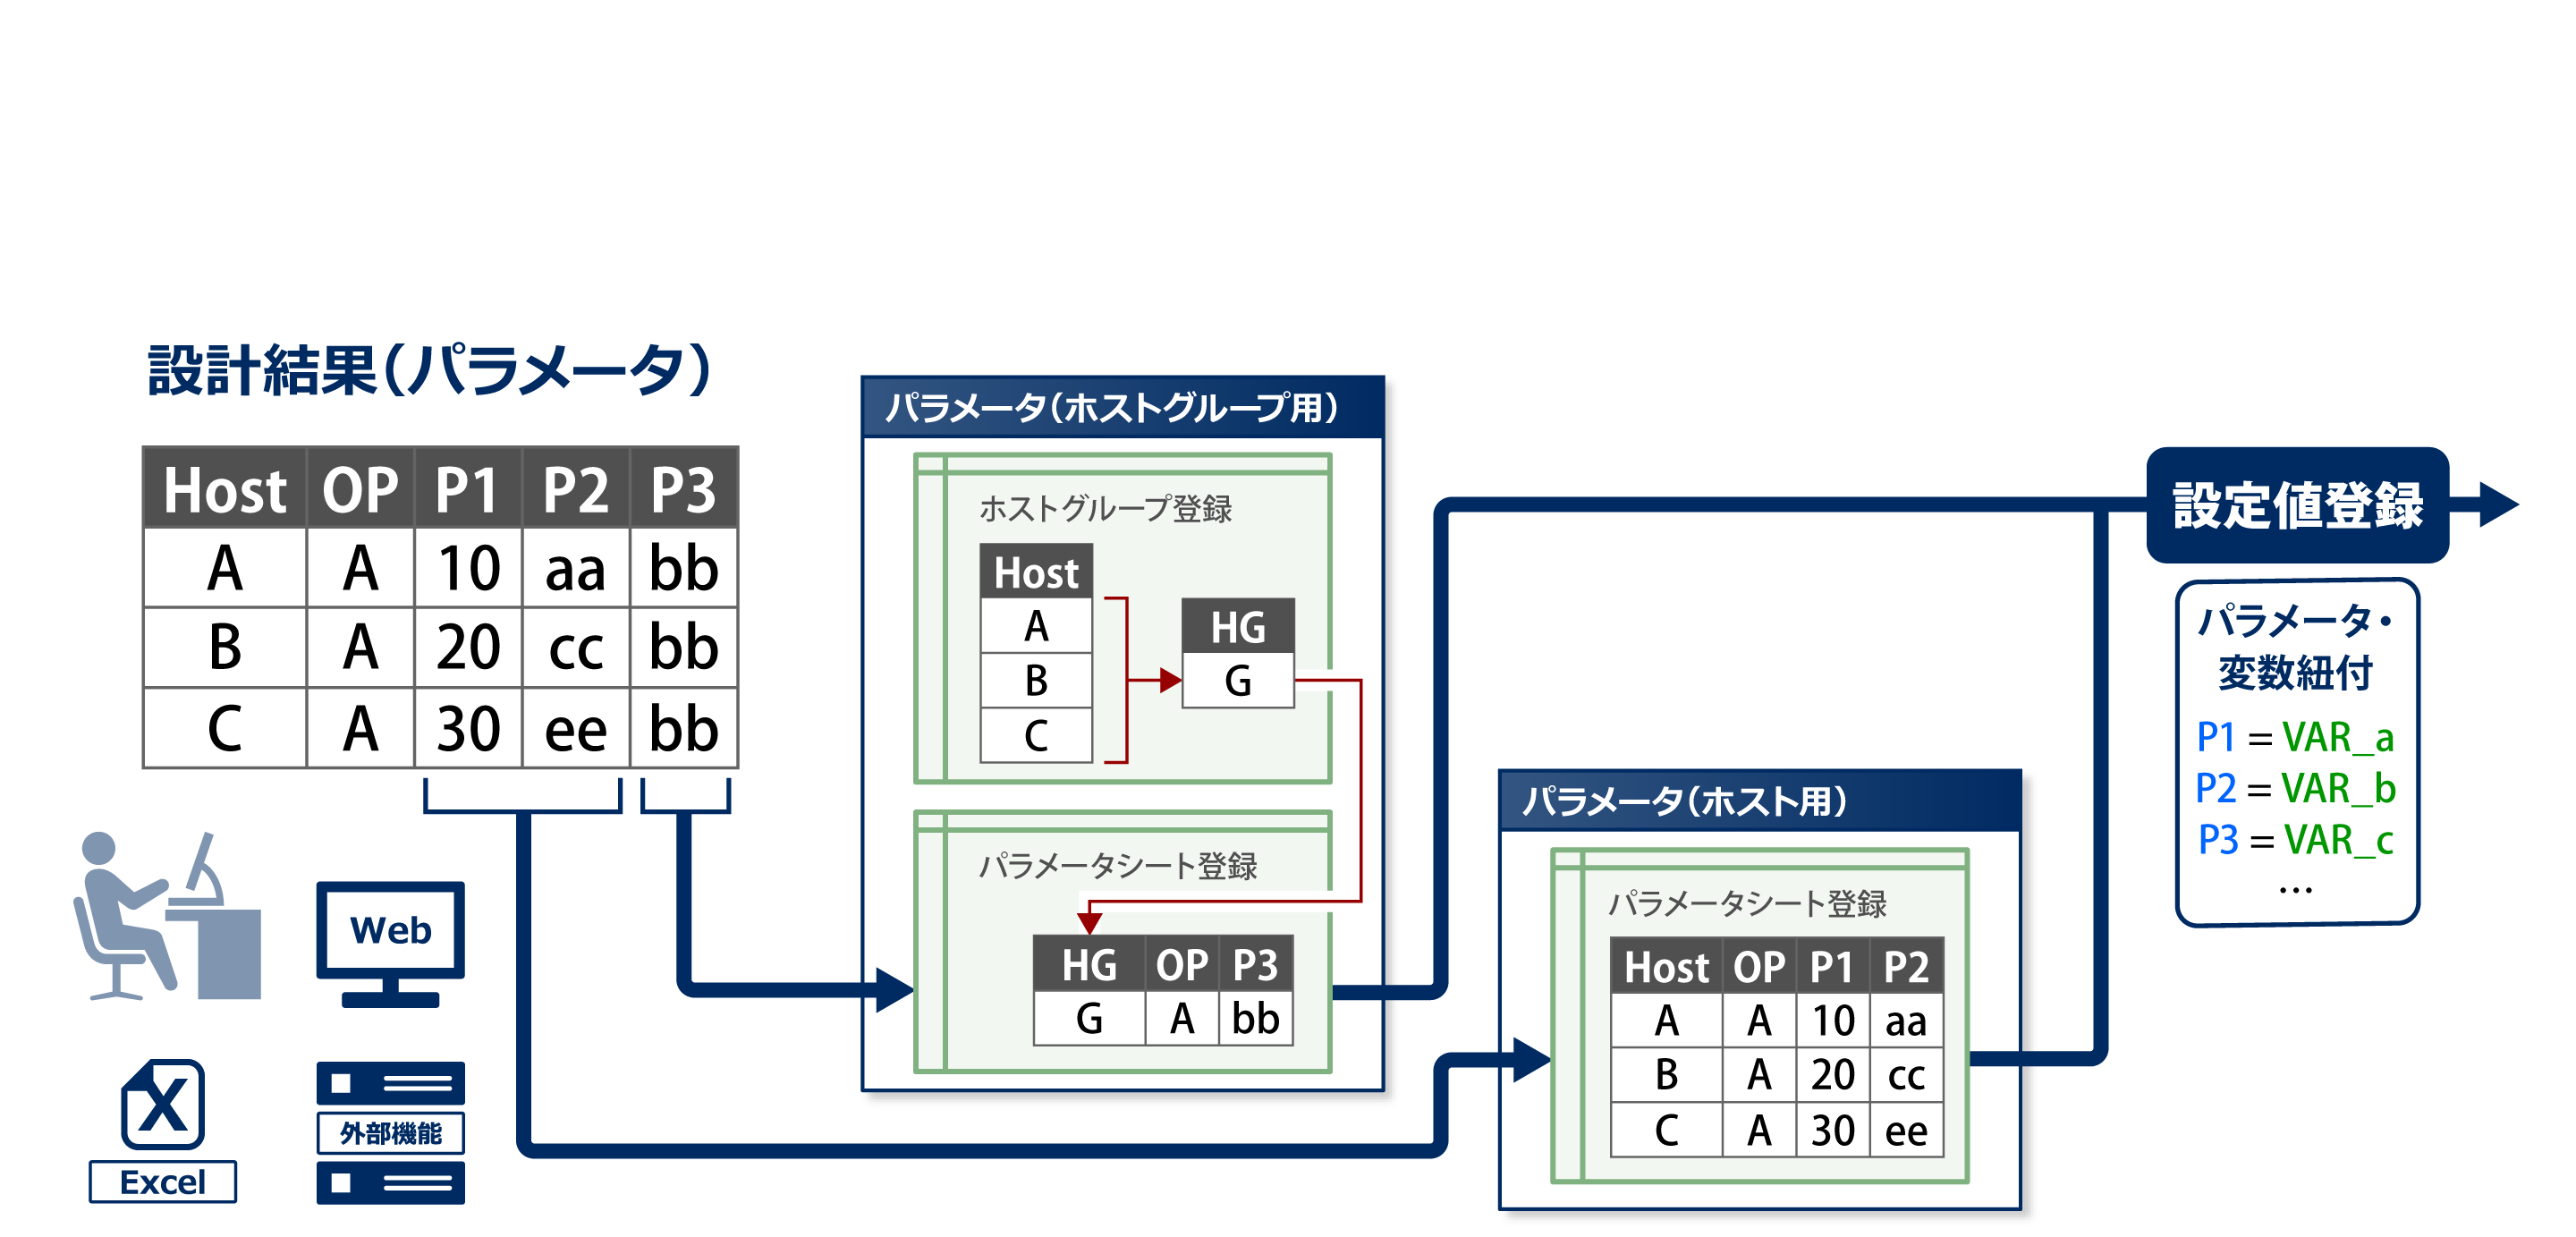 設計結果（パラメータ）
Host OP P1 P2 P3
A A 10 aa bb
B A 20 cc bb
C A 30 ee bb
Web
Excel
外部機能
パラメータ（ホストグループ用）
ホストグループ登録
Host
A
B
C
HG
G
パラメータシート登録
HG OP P3
G A bb
パラメータ（ホスト用）
パラメータシート登録
Host OP P1 P2
A A 10 aa
B A 20 cc
C A 30 ee
設定値登録
パラメータ・
変数紐付
P1 = VAR_a
P2 = VAR_b
P3 = VAR_c
…